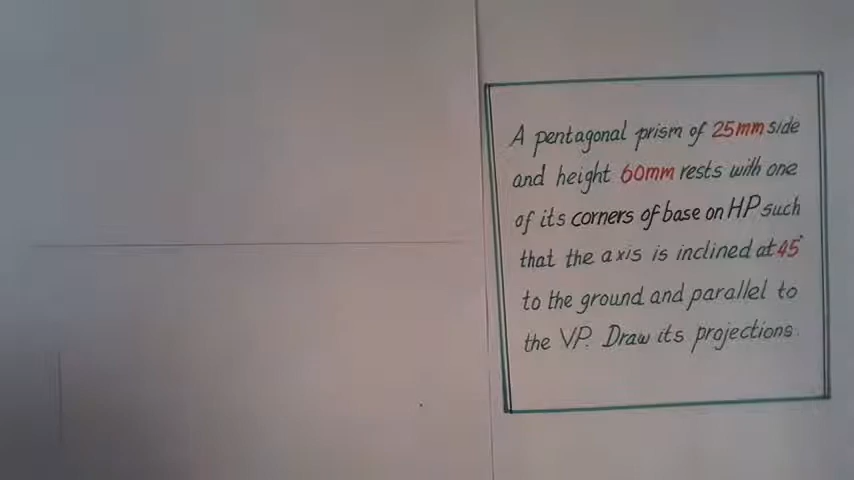 A pentagonal prism of 25mm side
and height 60mm rests with one
of its corners of base on HP such
that the axis is inclined at 45°
to the ground and parallel to
the VP. Draw its projections.